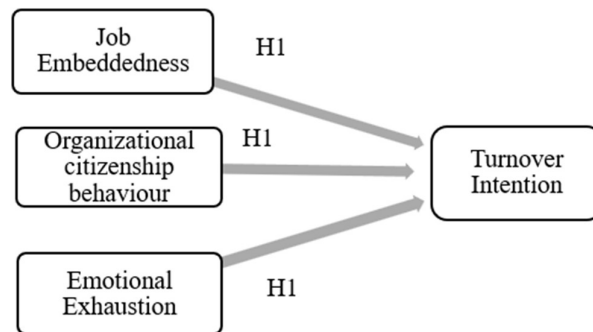 Job
Embeddedness
H1
Organizational
citizenship
behaviour
H1
Turnover
Intention
Emotional
Exhaustion
H1